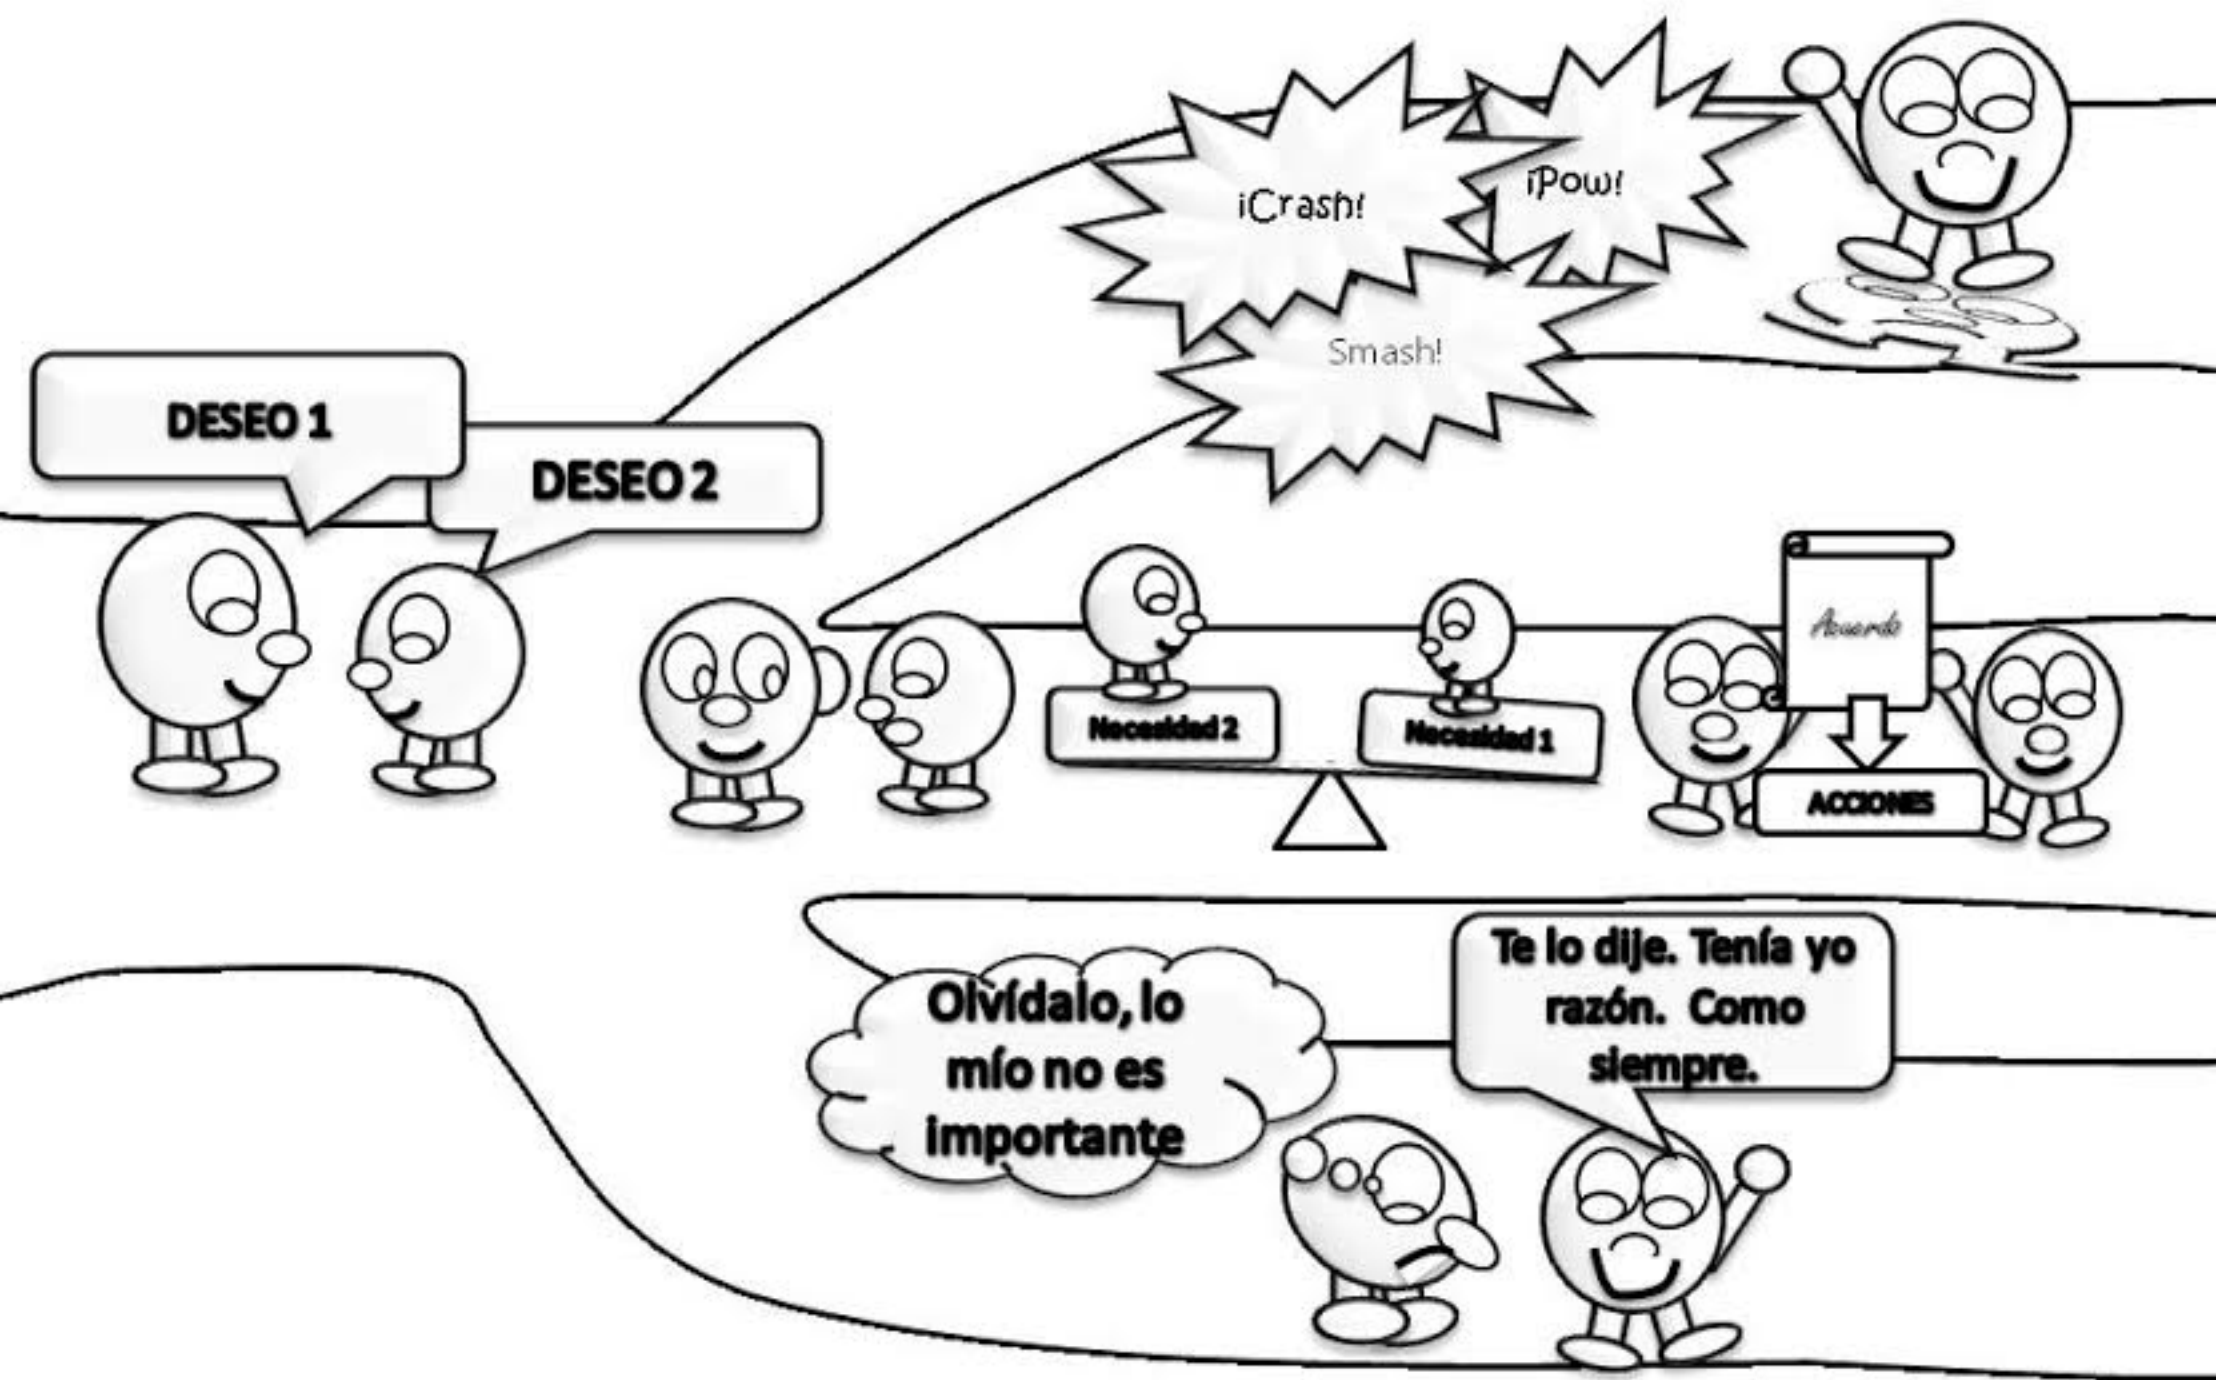 ¡Crash!
¡Pow!
Smash!
DESEO 1
DESEO 2
Necesidad 2
Necesidad 1
Acuerdo
ACCIONES
Olvídalo, lo
mío no es
importante
Te lo dije. Tenía yo
razón. Como
siempre.